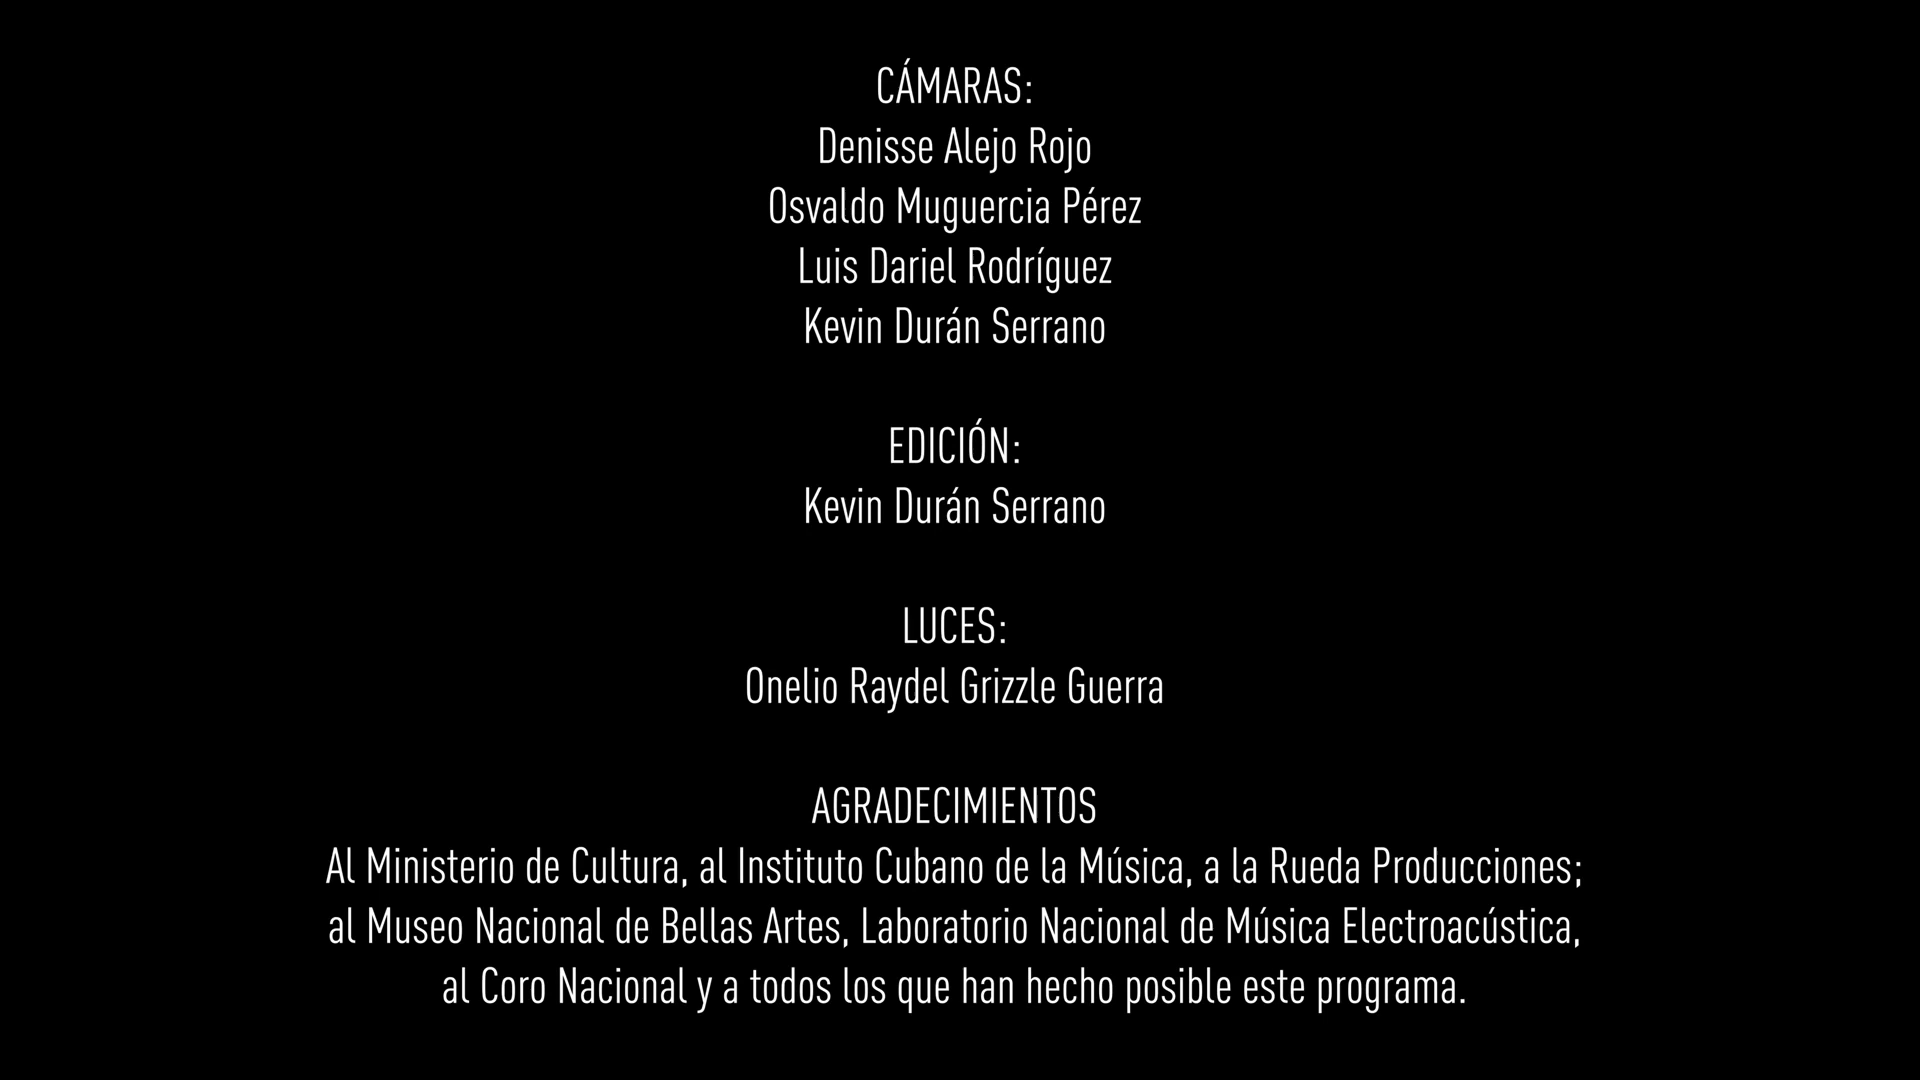 CÁMARAS:
Denisse Alejo Rojo
Osvaldo Muguercia Pérez
Luis Dariel Rodríguez
Kevin Durán Serrano
EDICIÓN:
Kevin Durán Serrano
LUCES:
Onelio Raydel Grizzle Guerra
AGRADECIMIENTOS
Al Ministerio de Cultura, al Instituto Cubano de la Música, a la Rueda Producciones;
al Museo Nacional de Bellas Artes, Laboratorio Nacional de Música Electroacústica,
al Coro Nacional y a todos los que han hecho posible este programa.